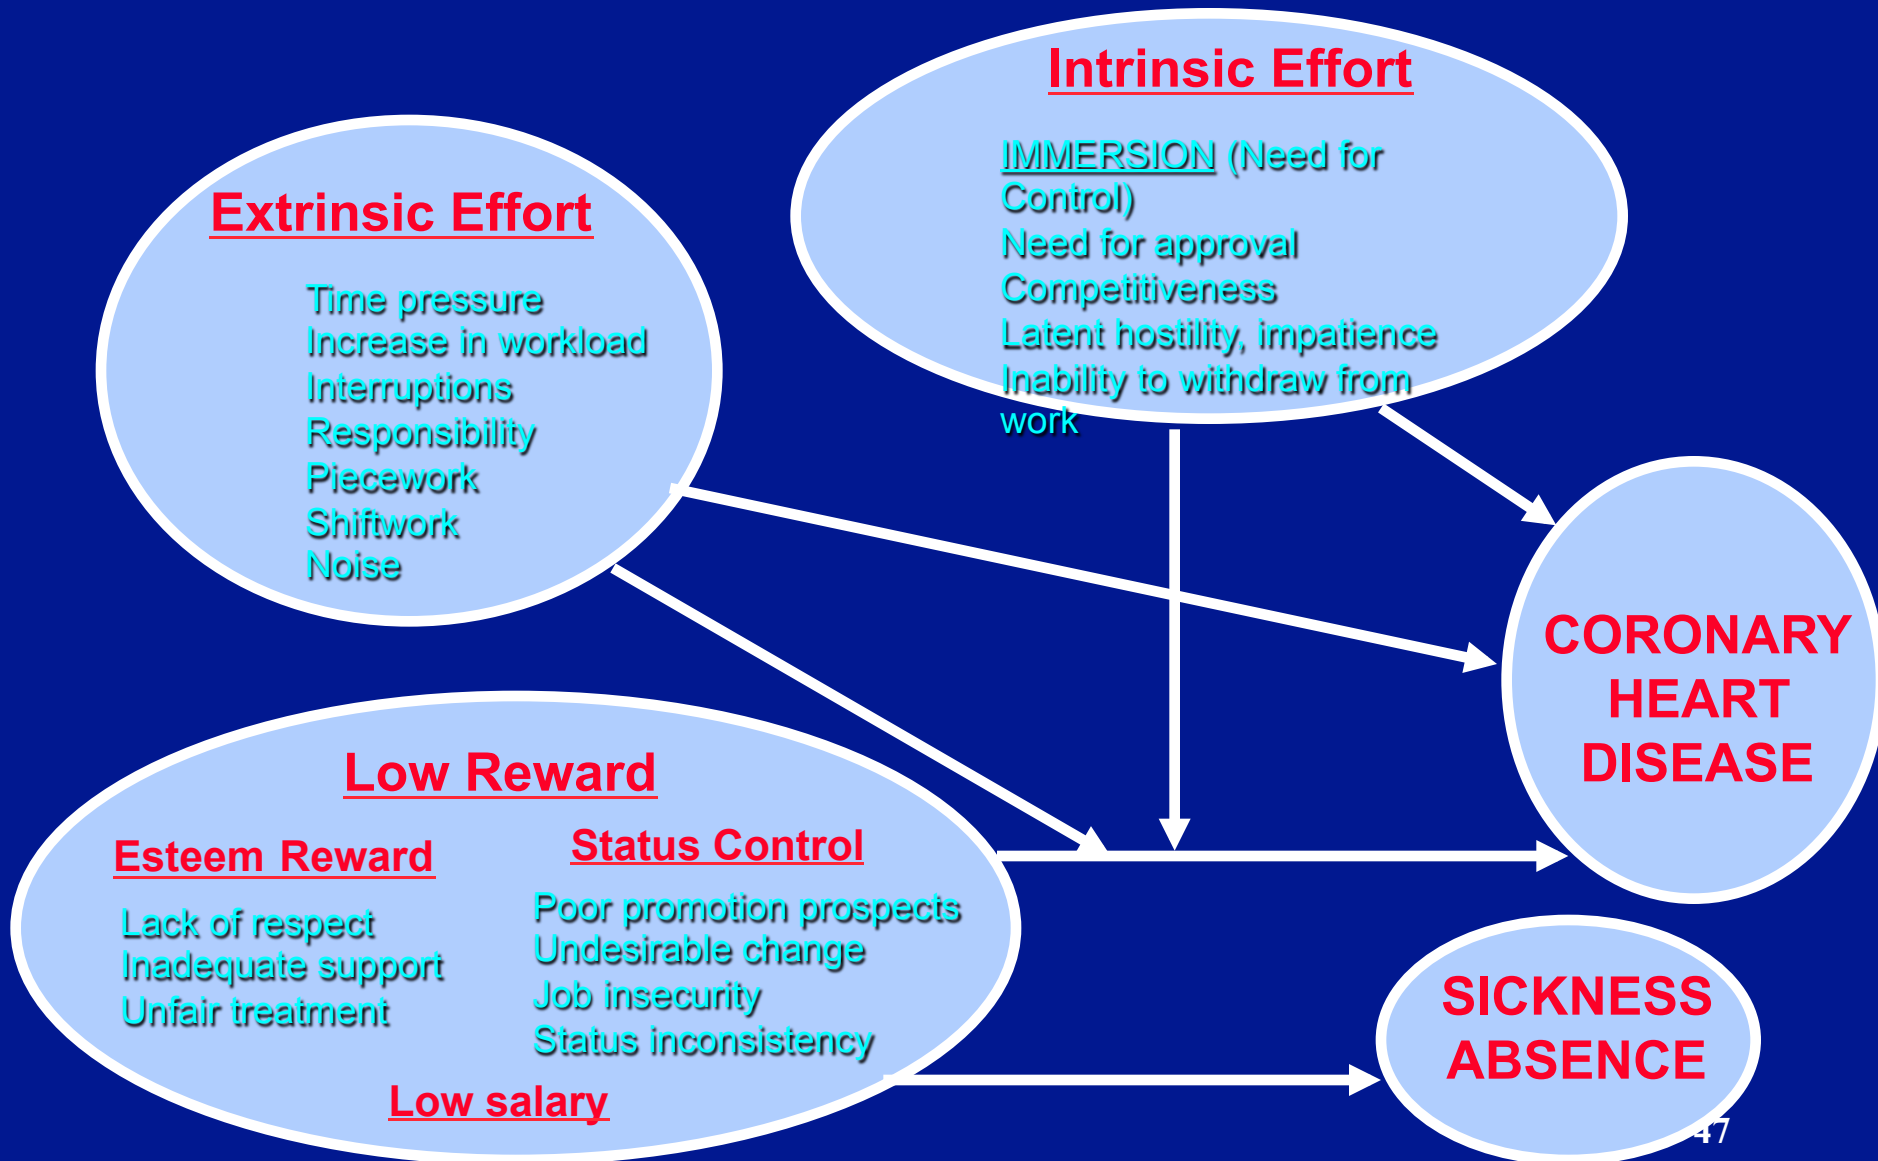 Intrinsic Effort
IMMERSION (Need for
Control)
Need for approval
Competitiveness
Latent hostility, impatience
Inability to withdraw from
work
Extrinsic Effort
Time pressure
Increase in workload
Interruptions
Responsibility
Piecework
Shiftwork
Noise
CORONARY
HEART
DISEASE
Low Reward
Esteem Reward
Lack of respect
Inadequate support
Unfair treatment
Status Control
Poor promotion prospects
Undesirable change
Job insecurity
Status inconsistency
Low salary
SICKNESS
ABSENCE
47